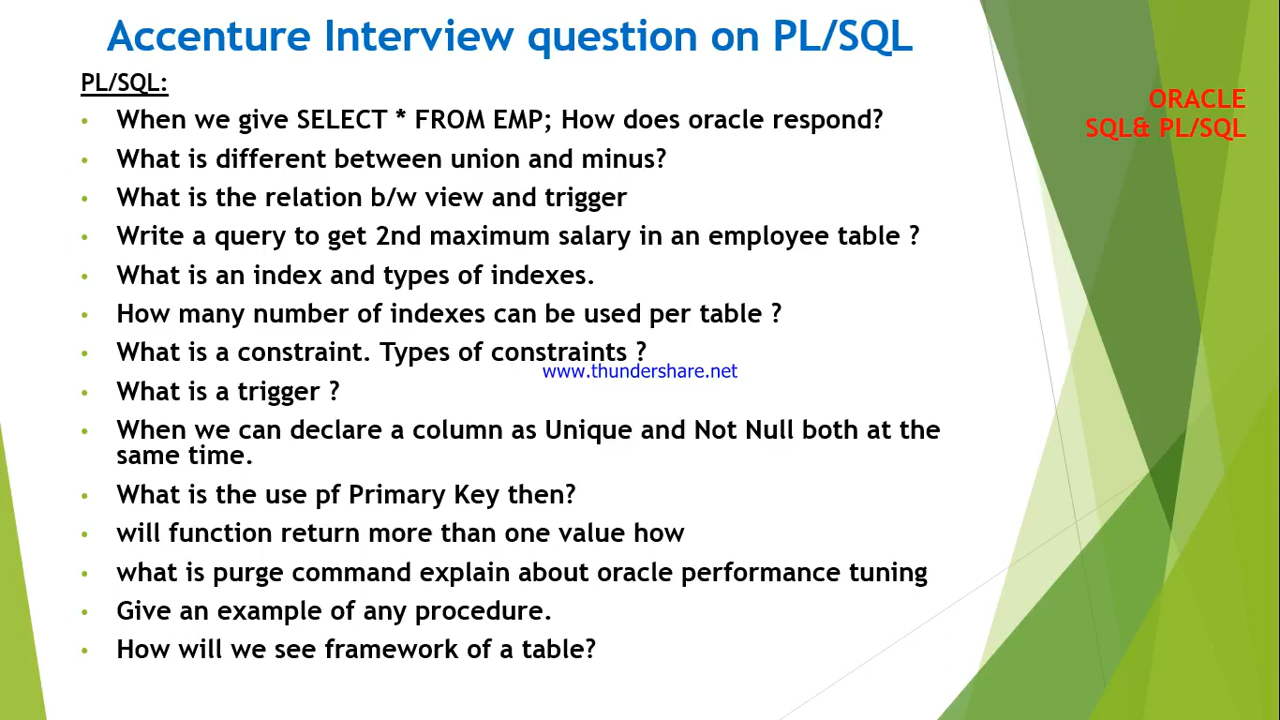 Accenture Interview question on PL/SQL
PL/SQL:
ORACLE
SQL& PL/SQL
• When we give SELECT * FROM EMP; How does oracle respond?
• What is different between union and minus?
• What is the relation b/w view and trigger
• Write a query to get 2nd maximum salary in an employee table ?
• What is an index and types of indexes.
• How many number of indexes can be used per table ?
• What is a constraint. Types of constraints ?
www.thundershare.net
• What is a trigger ?
• When we can declare a column as Unique and Not Null both at the
same time.
• What is the use pf Primary Key then?
• will function return more than one value how
• what is purge command explain about oracle performance tuning
• Give an example of any procedure.
• How will we see framework of a table?